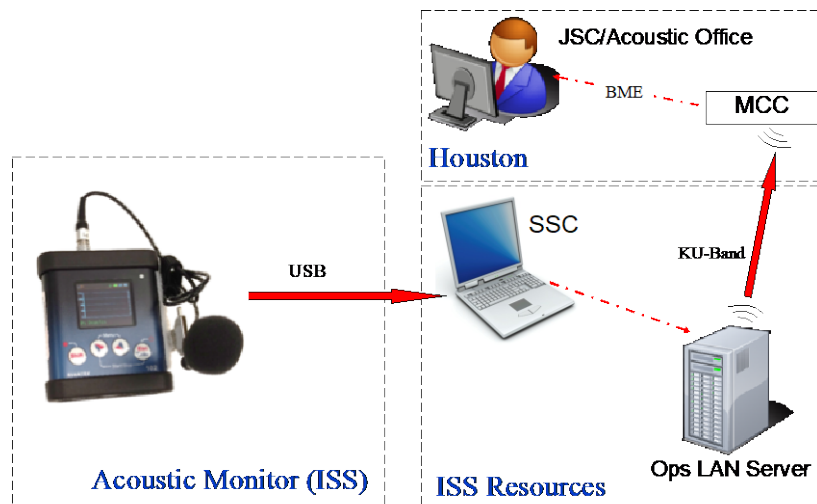 JSC/Acoustic Office
BME
MCC
Houston
SSC
USB
KU-Band
Ops LAN Server
Acoustic Monitor (ISS)
ISS Resources